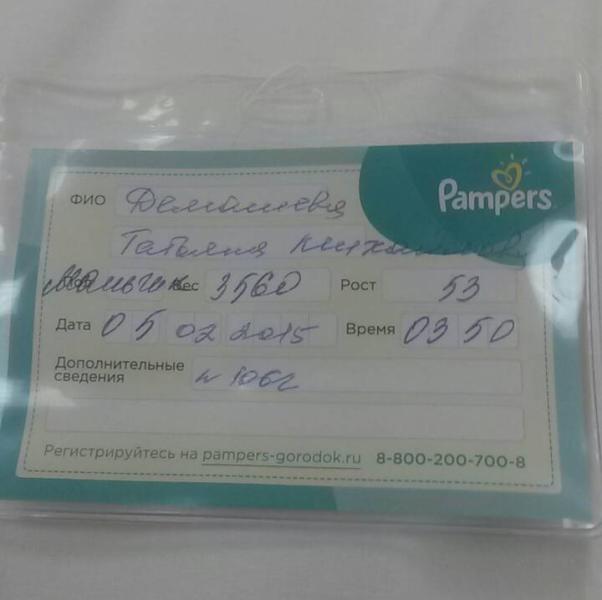 Pampers
ФИО
Татьяна
Мальчик Вес 3560 Рост 53
Дата 05 02 2015 Время 03 50
Дополнительные
сведения
Регистрируйтесь на pampers-gorodok.ru 8-800-200-700-8